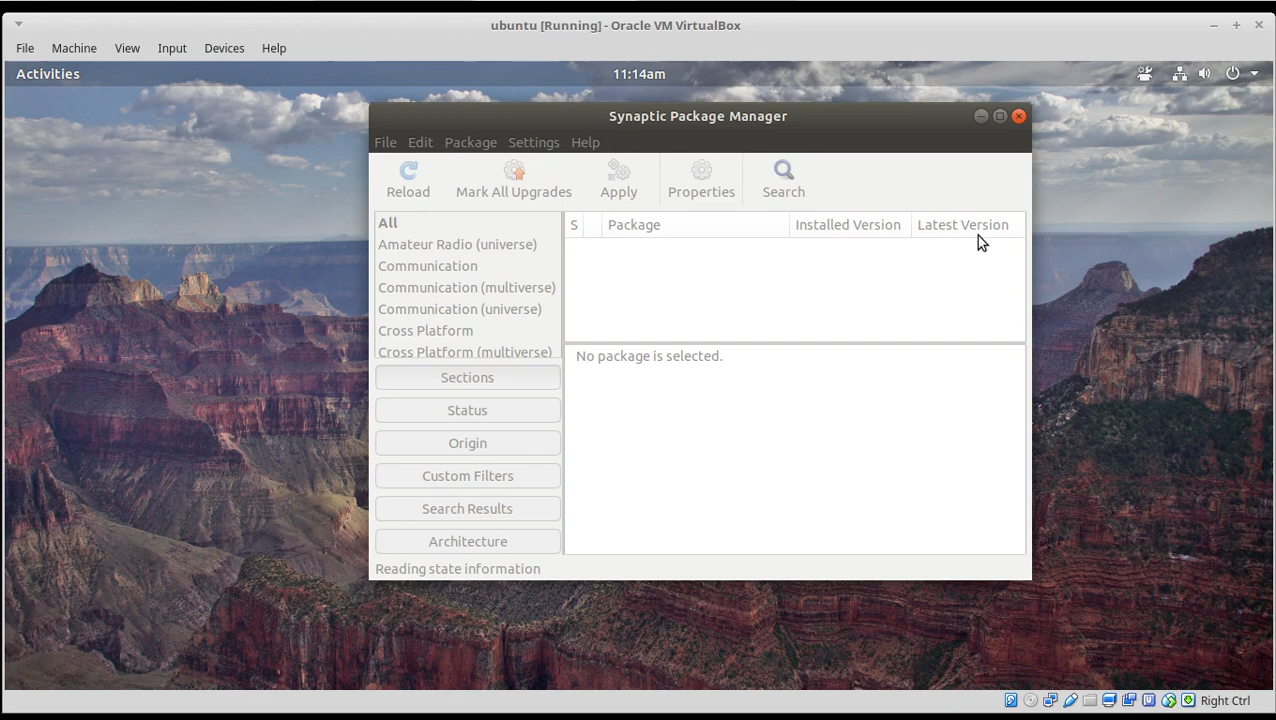 ubuntu [Running] - Oracle VM VirtualBox
File Machine View Input Devices Help
Activities 11:14am
Synaptic Package Manager
File Edit Package Settings Help
Reload Mark All Upgrades Apply Properties Search
All
Amateur Radio (universe)
Communication
Communication (multiverse)
Communication (universe)
Cross Platform
Cross Platform (multiverse)
Sections
Status
Origin
Custom Filters
Search Results
Architecture
S Package Installed Version Latest Version
No package is selected.
Reading state information
Right Ctrl